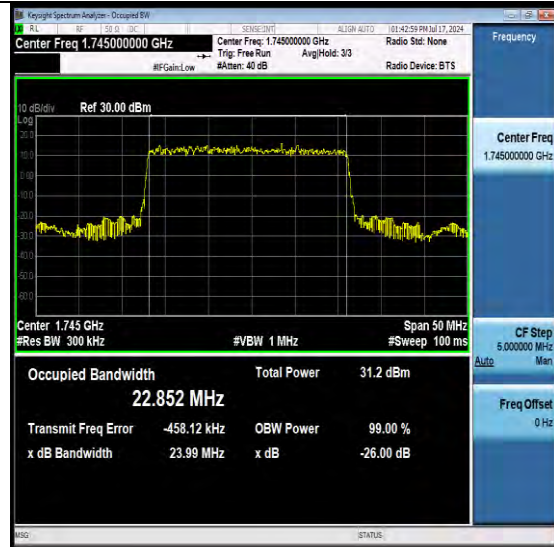 Keysight Spectrum Analyzer - Occupied BW
RL RF 50 Ω DC SENSE:INT ALIGN AUTO 01:42:59 PM Jul 17, 2024
Center Freq 1.745000000 GHz
Center Freq: 1.745000000 GHz
Radio Std: None
Trig: Free Run Avg|Hold: 3/3
#IFGain:Low #Atten: 40 dB Radio Device: BTS
10 dB/div Ref 30.00 dBm
Log
20.0
10.0
0.00
-10.0
-20.0
-30.0
-40.0
-50.0
-60.0
Center 1.745 GHz Span 50 MHz
#Res BW 300 kHz #VBW 1 MHz #Sweep 100 ms
Occupied Bandwidth Total Power 31.2 dBm
22.852 MHz
Transmit Freq Error -458.12 kHz OBW Power 99.00 %
x dB Bandwidth 23.99 MHz x dB -26.00 dB
MSG STATUS
Frequency
Center Freq
1.745000000 GHz
CF Step
5.000000 MHz
Auto Man
Freq Offset
0 Hz